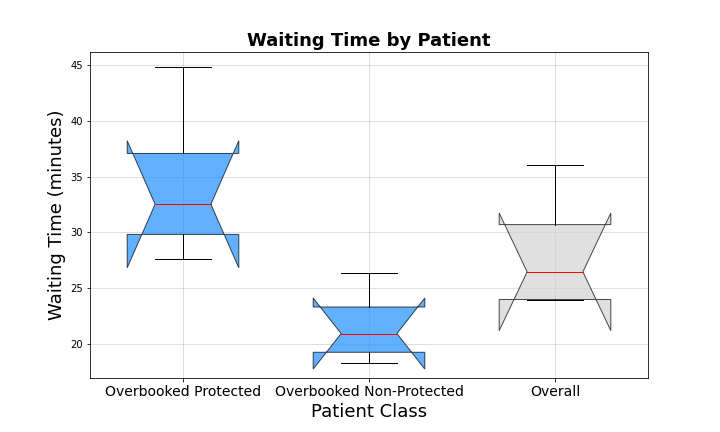 Waiting Time by Patient
Waiting Time (minutes)
45
40
35
30
25
20
Overbooked Protected
Overbooked Non-Protected
Overall
Patient Class